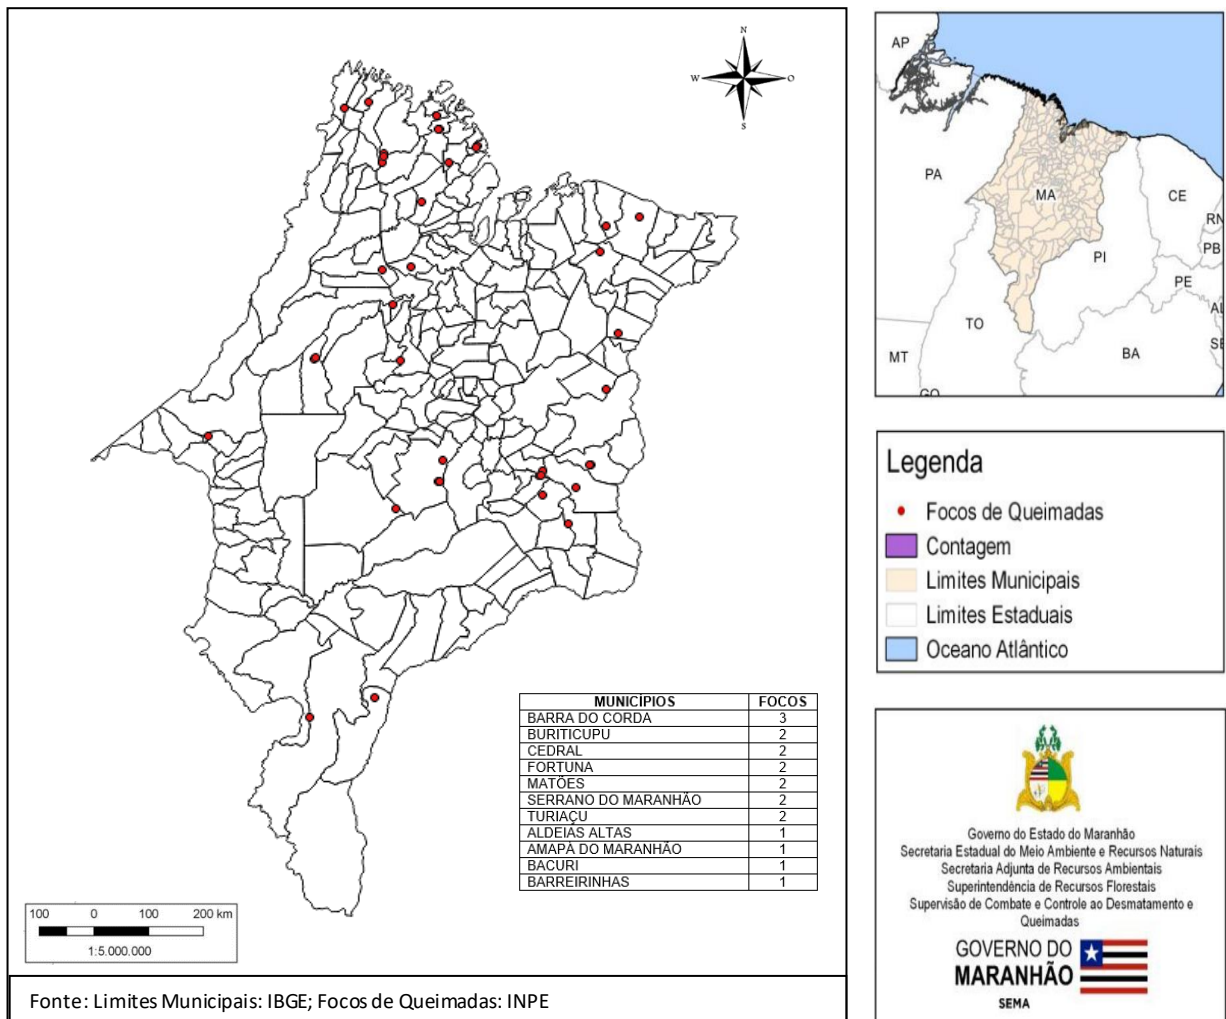 N
W
O
S
MUNICÍPIOS FOCOS
BARRA DO CORDA 3
BURITICUPU 2
CEDRAL 2
FORTUNA 2
MATÕES 2
SERRANO DO MARANHÃO 2
TURIAÇU 2
ALDEIAS ALTAS 1
AMAPÁ DO MARANHÃO 1
BACURI 1
BARREIRINHAS 1
100 0 100 200 km
1:5.000.000
Fonte: Limites Municipais: IBGE; Focos de Queimadas: INPE
AP
PA
MA
CE
RN
PB
PI
PE
AL
TO
SE
MT
BA
GO
Legenda
Focos de Queimadas
Contagem
Limites Municipais
Limites Estaduais
Oceano Atlântico
Governo do Estado do Maranhão
Secretaria Estadual do Meio Ambiente e Recursos Naturais
Secretaria Adjunta de Recursos Ambientais
Superintendência de Recursos Florestais
Supervisão de Combate e Controle ao Desmatamento e
Queimadas
GOVERNO DO
MARANHÃO
SEMA